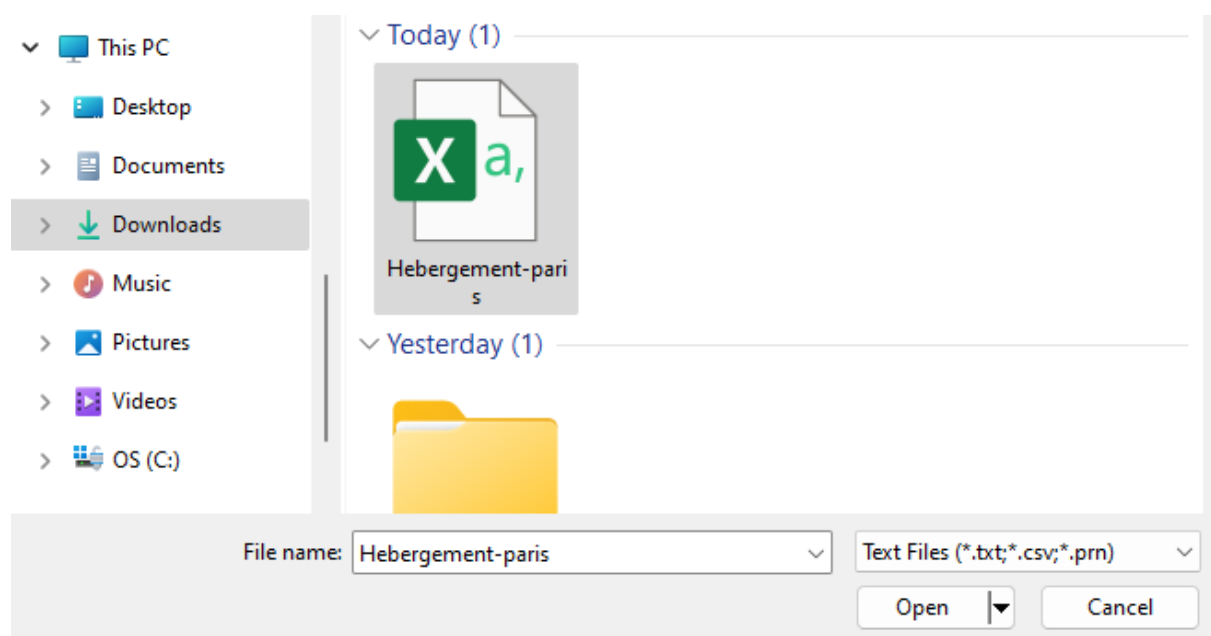 This PC
Desktop
Documents
Downloads
Music
Pictures
Videos
OS (C:)
Today (1)
X a,
Hebergement-pari
s
Yesterday (1)
File name: Hebergement-paris
Text Files (*.txt;*.csv;*.prn)
Open
Cancel